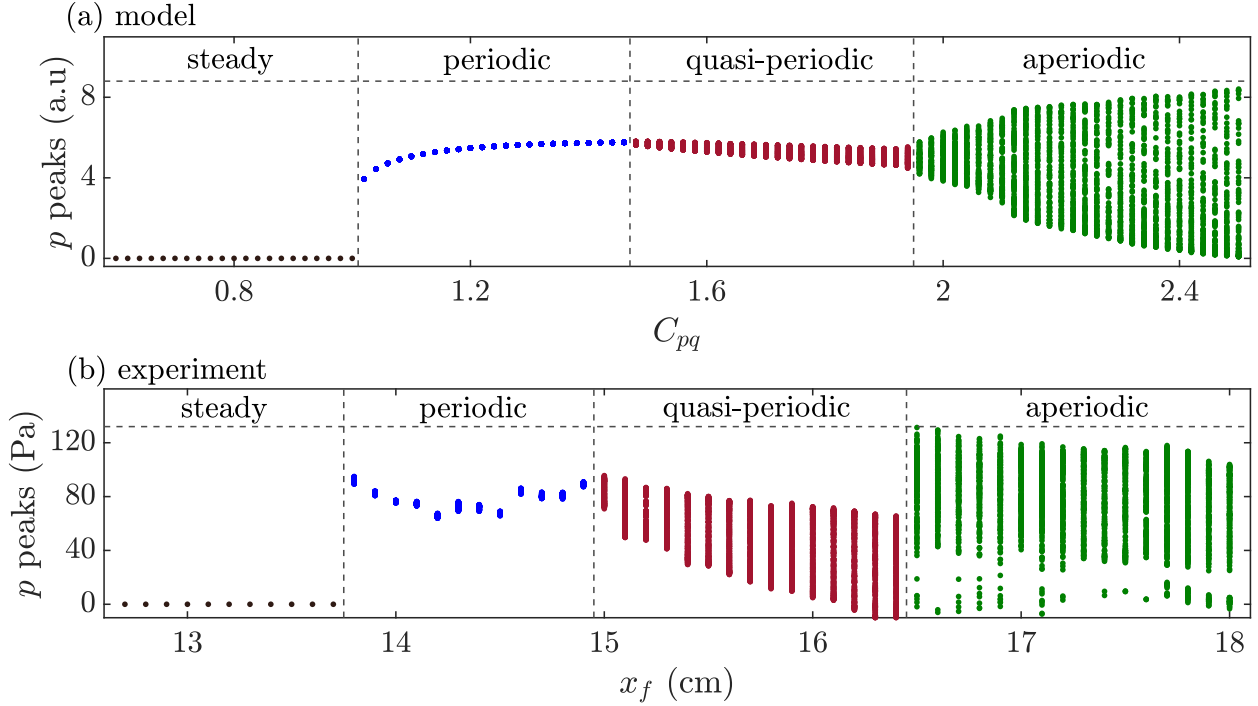 (a) model
steady periodic quasi-periodic aperiodic
8
4
0
p peaks (a.u)
0.8 1.2 1.6 2 2.4
C_pq
(b) experiment
steady periodic quasi-periodic aperiodic
120
80
40
0
p peaks (Pa)
13 14 15 16 17 18
x_f (cm)